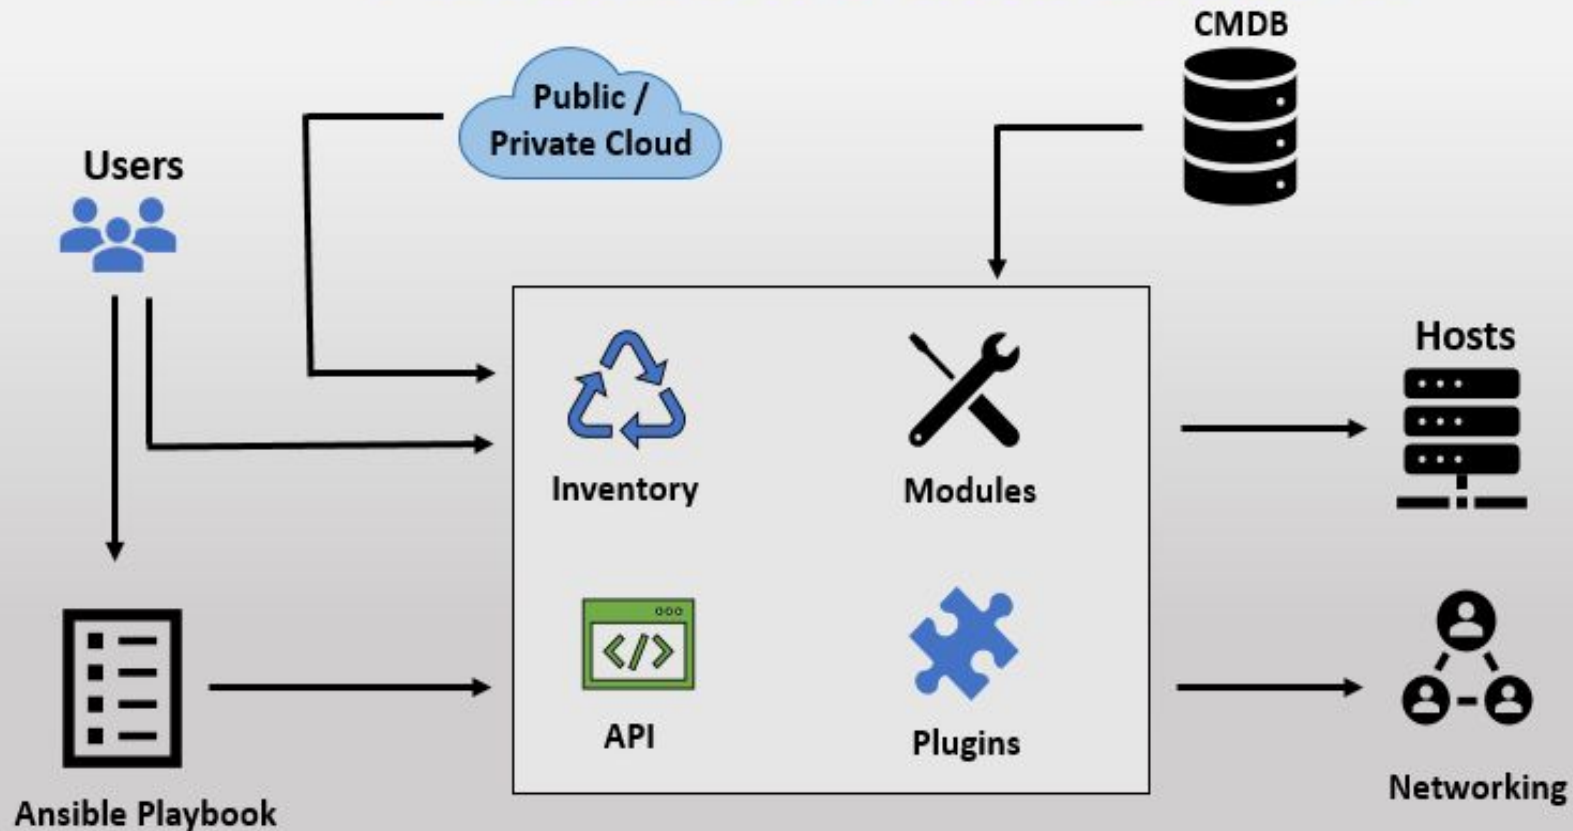 CMDB
Public /
Private Cloud
Users
Hosts
Inventory
Modules
API
Plugins
Networking
Ansible Playbook